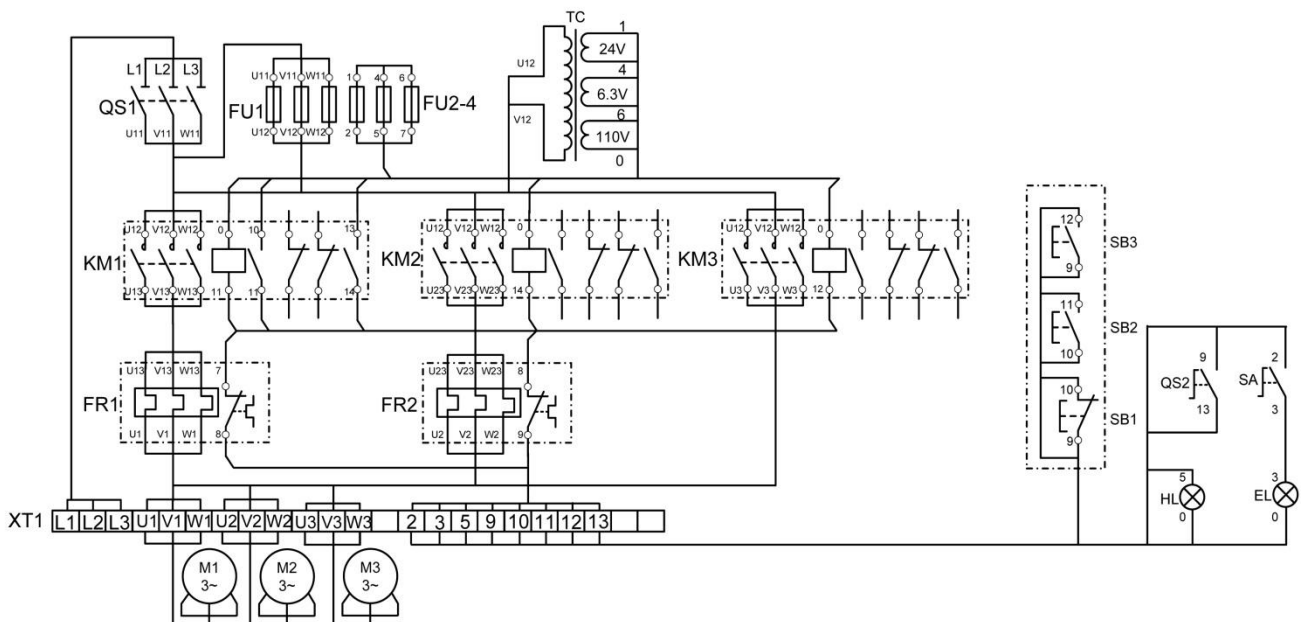 TC
1
24V
4
6.3V
6
110V
0
U12
V12
L1 L2 L3
QS1
U11 V11 W11
U11 V11 W11
FU1
U12 V12 W12
1 4 6
FU2-4
2 5 7
U12 V12 W12 0 10 13
KM1
U13 V13 W13 11 11 14
U12 V12 W12 0
KM2
U23 V23 W23 14
U12 V12 W12 0
KM3
U3 V3 W3 12
12
SB3
9
11
SB2
10
10
SB1
9
U13 V13 W13 7
FR1
U1 V1 W1 8
U23 V23 W23 8
FR2
U2 V2 W2 9
9
QS2
13
2
SA
3
5
HL
0
3
EL
0
XT1 L1 L2 L3 U1 V1 W1 U2 V2 W2 U3 V3 W3 2 3 5 9 10 11 12 13
M1
3~
M2
3~
M3
3~